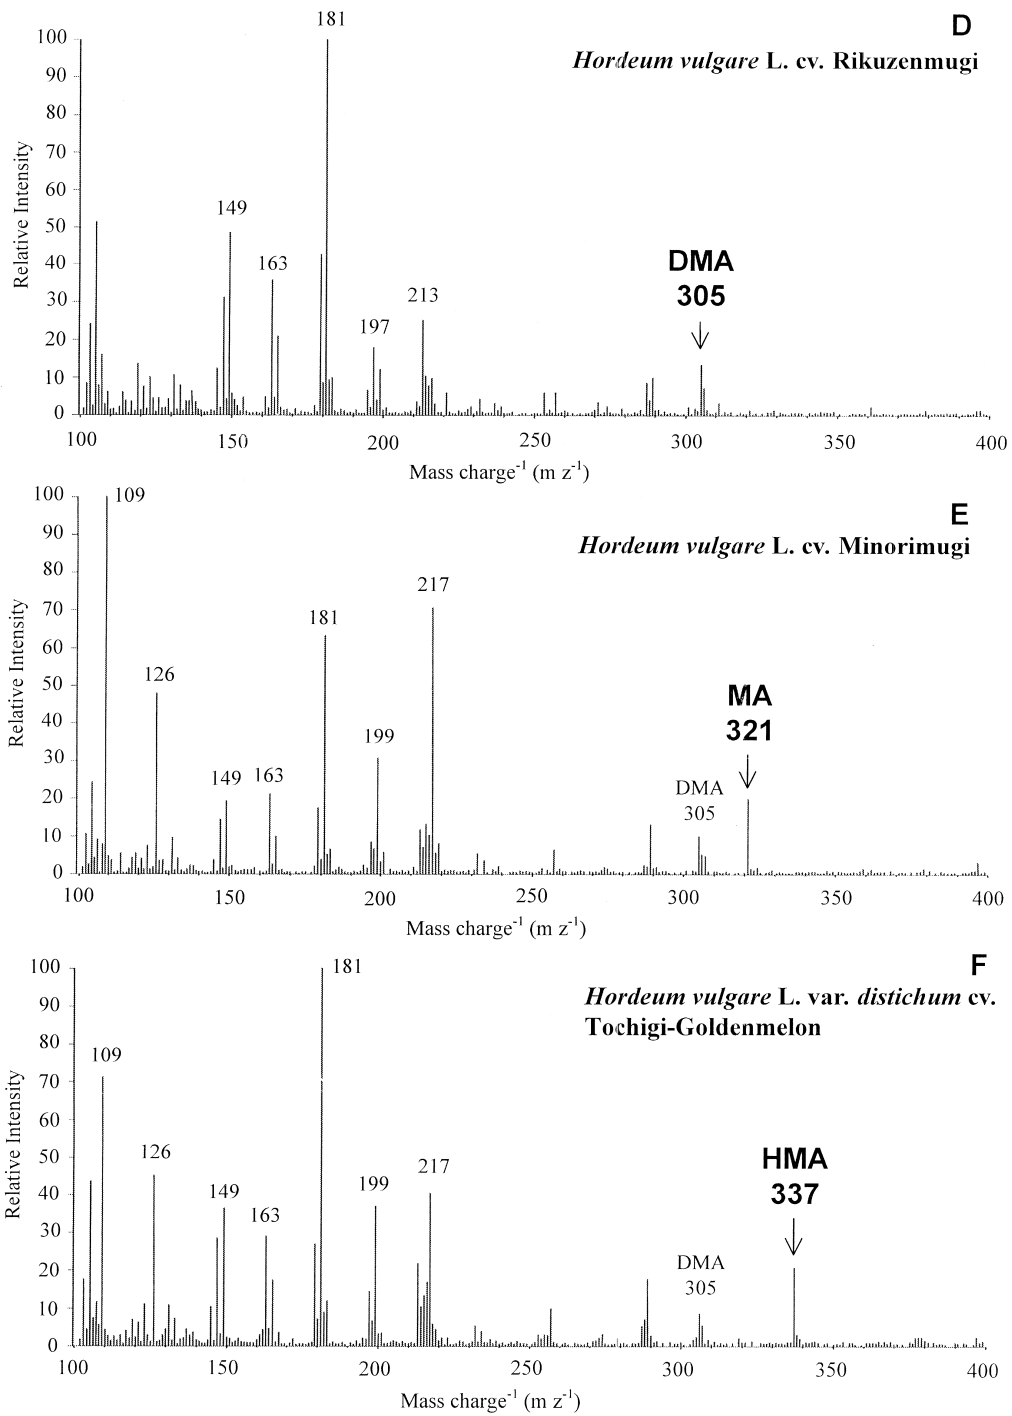 D
Hordeum vulgare L. cv. Rikuzenmugi
181
149
163
197
213
DMA
305
Relative Intensity
100
90
80
70
60
50
40
30
20
10
0
100 150 200 250 300 350 400
Mass charge-1 (m z-1)
E
Hordeum vulgare L. cv. Minorimugi
109
126
149
163
181
199
217
DMA
305
MA
321
Relative Intensity
100
90
80
70
60
50
40
30
20
10
0
100 150 200 250 300 350 400
Mass charge-1 (m z-1)
F
Hordeum vulgare L. var. distichum cv.
Tochigi-Goldenmelon
109
126
149
163
181
199
217
DMA
305
HMA
337
Relative Intensity
100
90
80
70
60
50
40
30
20
10
0
100 150 200 250 300 350 400
Mass charge-1 (m z-1)